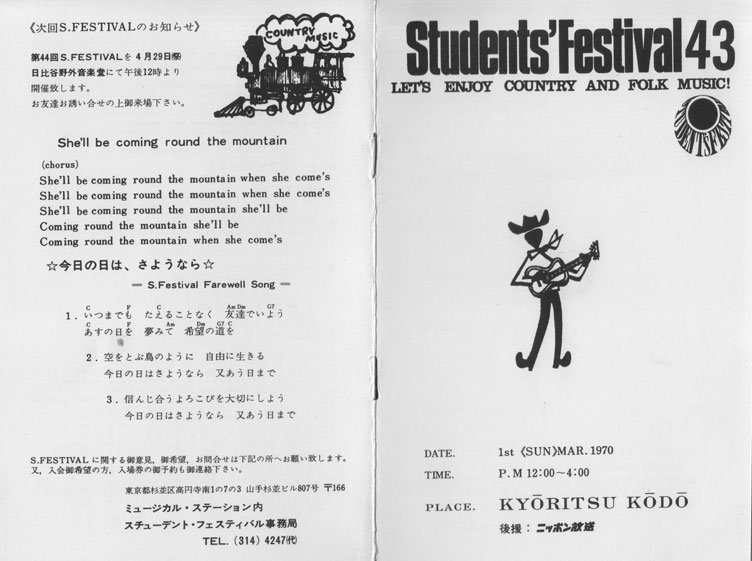 《次回S.FESTIVALのお知らせ》
第44回S.FESTIVALを4月29日㊗
日比谷野外音楽堂にて午後12時より
開催致します。
お友達お誘い合せの上御来場下さい。
COUNTRY MUSIC
She'll be coming round the mountain
(chorus)
She'll be coming round the mountain when she come's
She'll be coming round the mountain when she come's
She'll be coming round the mountain she'll be
Coming round the mountain she'll be
Coming round the mountain when she come's
☆今日の日は、さようなら☆
═ S.Festival Farewell Song ═
C F C Am Dm G7
1. いつまでも たえることなく 友達でいよう
C F Am Dm G7 C
あすの日を 夢みて 希望の道を
2. 空をとぶ鳥のように 自由に生きる
今日の日はさようなら 又あう日まで
3. 信んじ合うよろこびを大切にしよう
今日の日はさようなら 又あう日まで
S.FESTIVALに関する御意見,御希望,お問合せは下記の所へお願い致します。
又,入会御希望の方,入場券の御予約も御連絡下さい。
東京都杉並区高円寺南1の7の3 山手杉並ビル807号 〒166
ミュージカル・ステーション内
スチューデント・フェスティバル事務局
TEL. (314) 4247㈹
Students' Festival 43
LET'S ENJOY COUNTRY AND FOLK MUSIC!
DATE. 1st 《SUN》MAR. 1970
TIME. P.M 12:00〜4:00
PLACE. KYŌRITSU KŌDŌ
後援:ニッポン放送